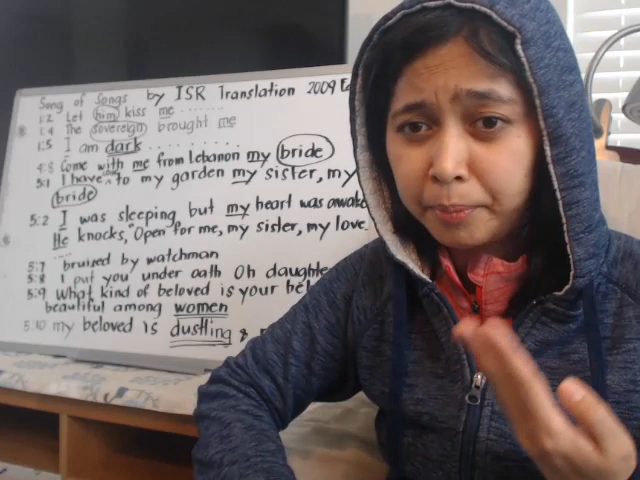 Song of Songs by ISR Translation 2009
1:2 Let him kiss me ........
1:4 The sovereign brought me
1:5 I am dark ........
4:8 Come with me from Lebanon my bride
5:1 I have to my garden my sister, my
bride
5:2 I was sleeping, but my heart was
He knocks, "Open for me, my sister, my love.
5:7 bruised by watchman
5:8 I put you under oath Oh
5:9 What kind of beloved is your
beautiful among women
5:10 my beloved is